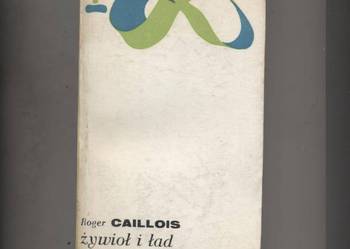 Roger CAILLOIS
żywioł i ład